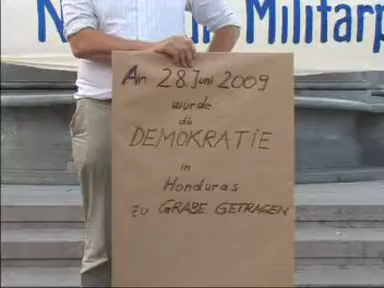 Militarp
Am 28. Juni 2009
wurde
die
DEMOKRATIE
in
Honduras
zu GRABE GETRAGEN